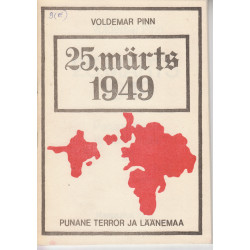 VOLDEMAR PINN
25.märts
1949
PUNANE TERROR JA LÄÄNEMAA